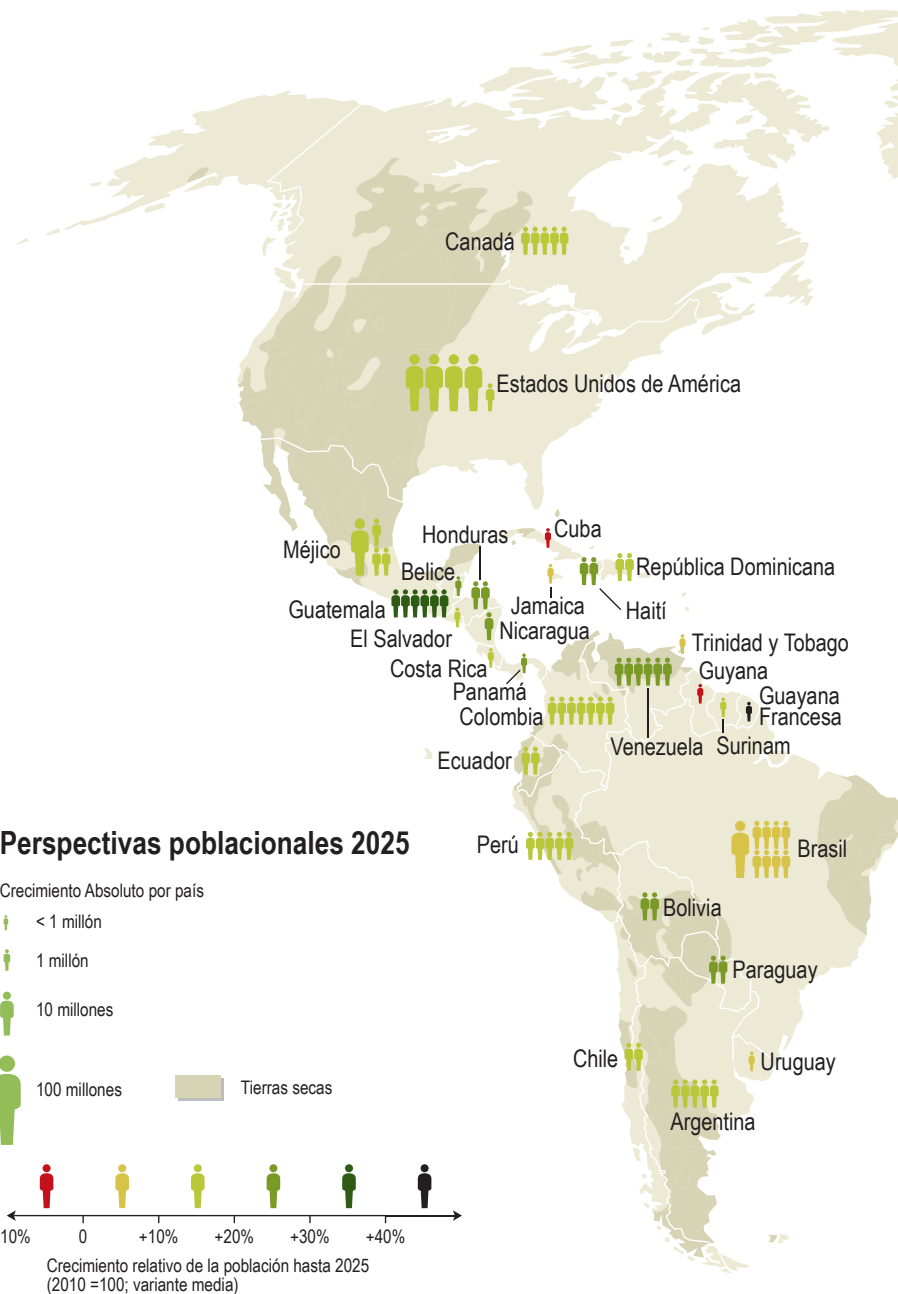 Canadá
Estados Unidos de América
Méjico
Honduras
Cuba
Belice
República Dominicana
Guatemala
Jamaica
Haití
El Salvador
Nicaragua
Costa Rica
Trinidad y Tobago
Panamá
Guyana
Colombia
Guayana
Francesa
Venezuela
Surinam
Ecuador
Perú
Brasil
Bolivia
Paraguay
Chile
Uruguay
Argentina
Perspectivas poblacionales 2025
Crecimiento Absoluto por país
< 1 millón
1 millón
10 millones
100 millones
Tierras secas
10% 0 +10% +20% +30% +40%
Crecimiento relativo de la población hasta 2025
(2010 =100; variante media)